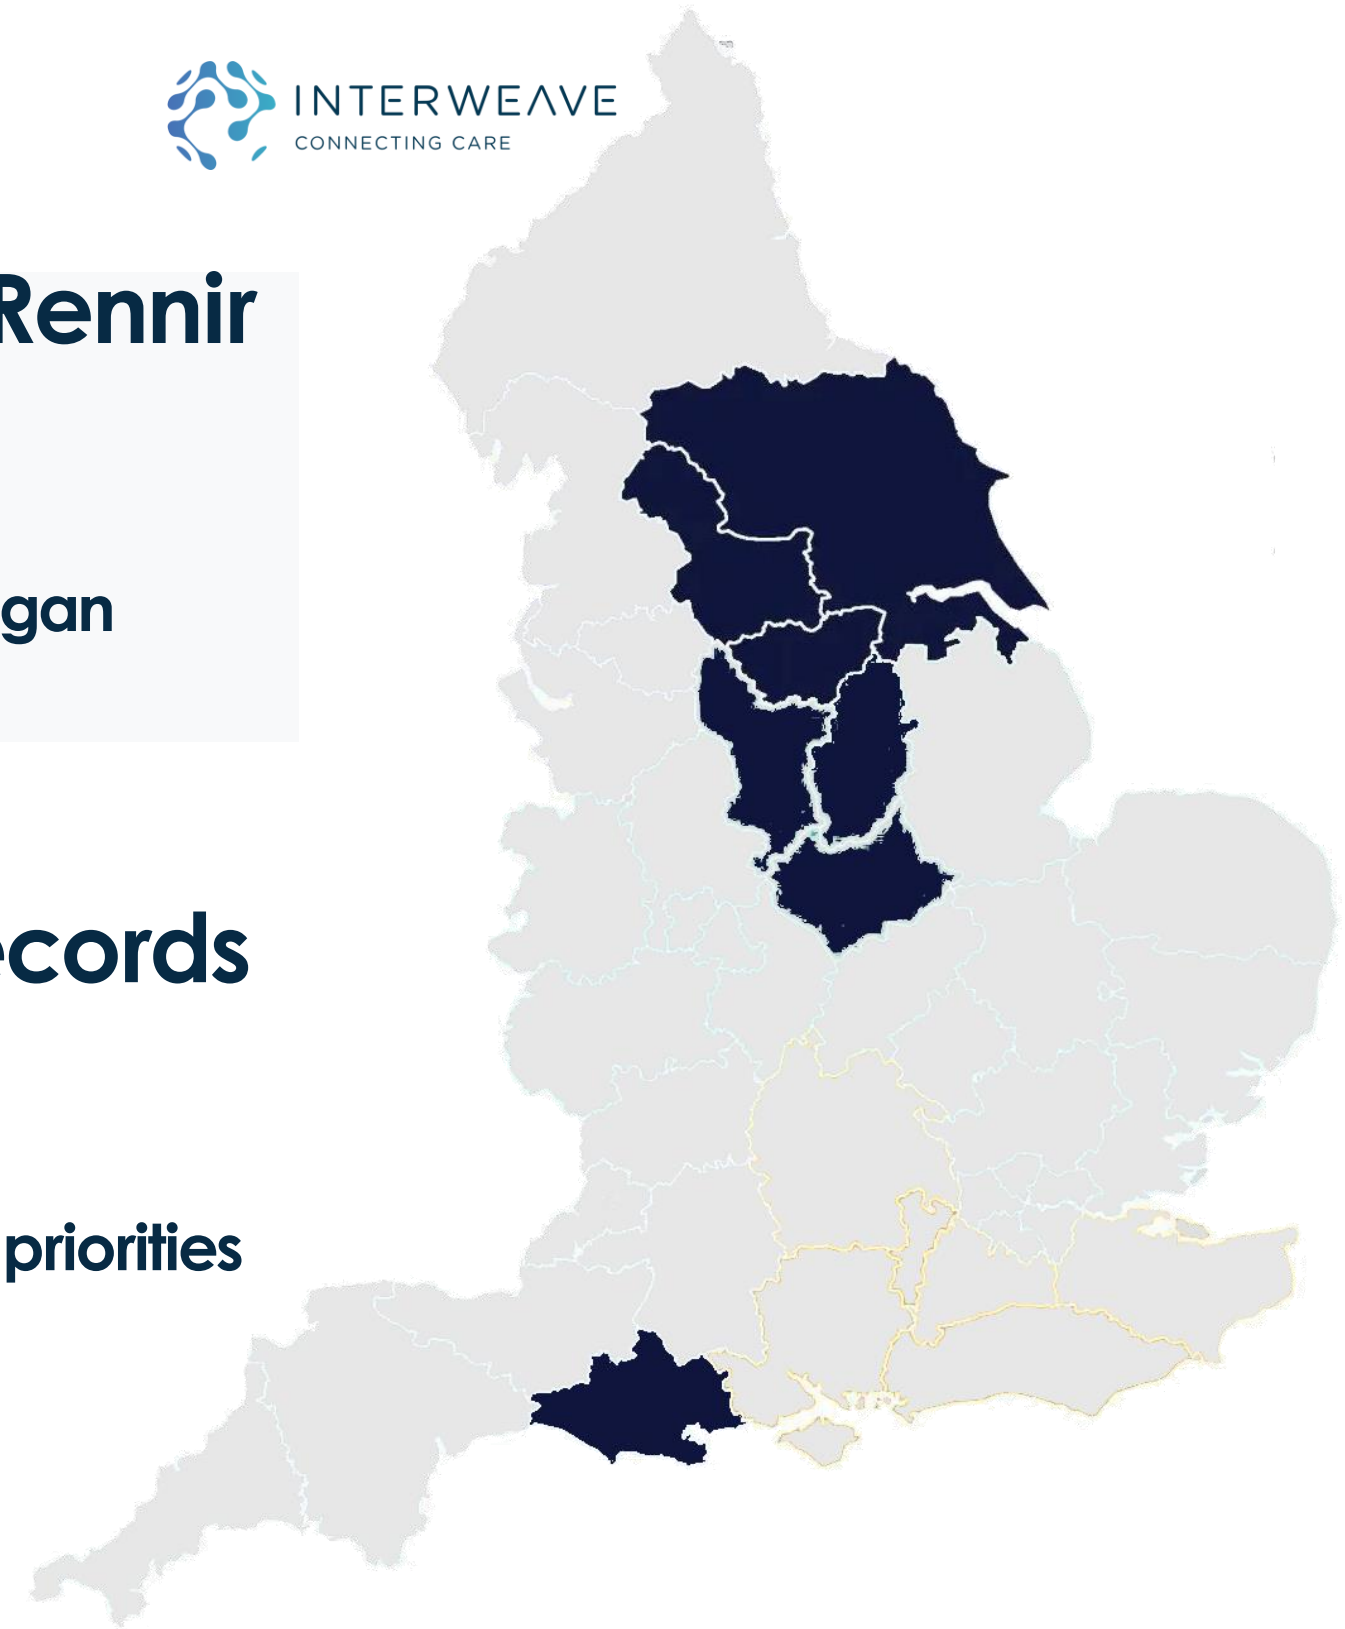 INTERWEAVE
CONNECTING CARE
Rennir
gan
ecords
priorities